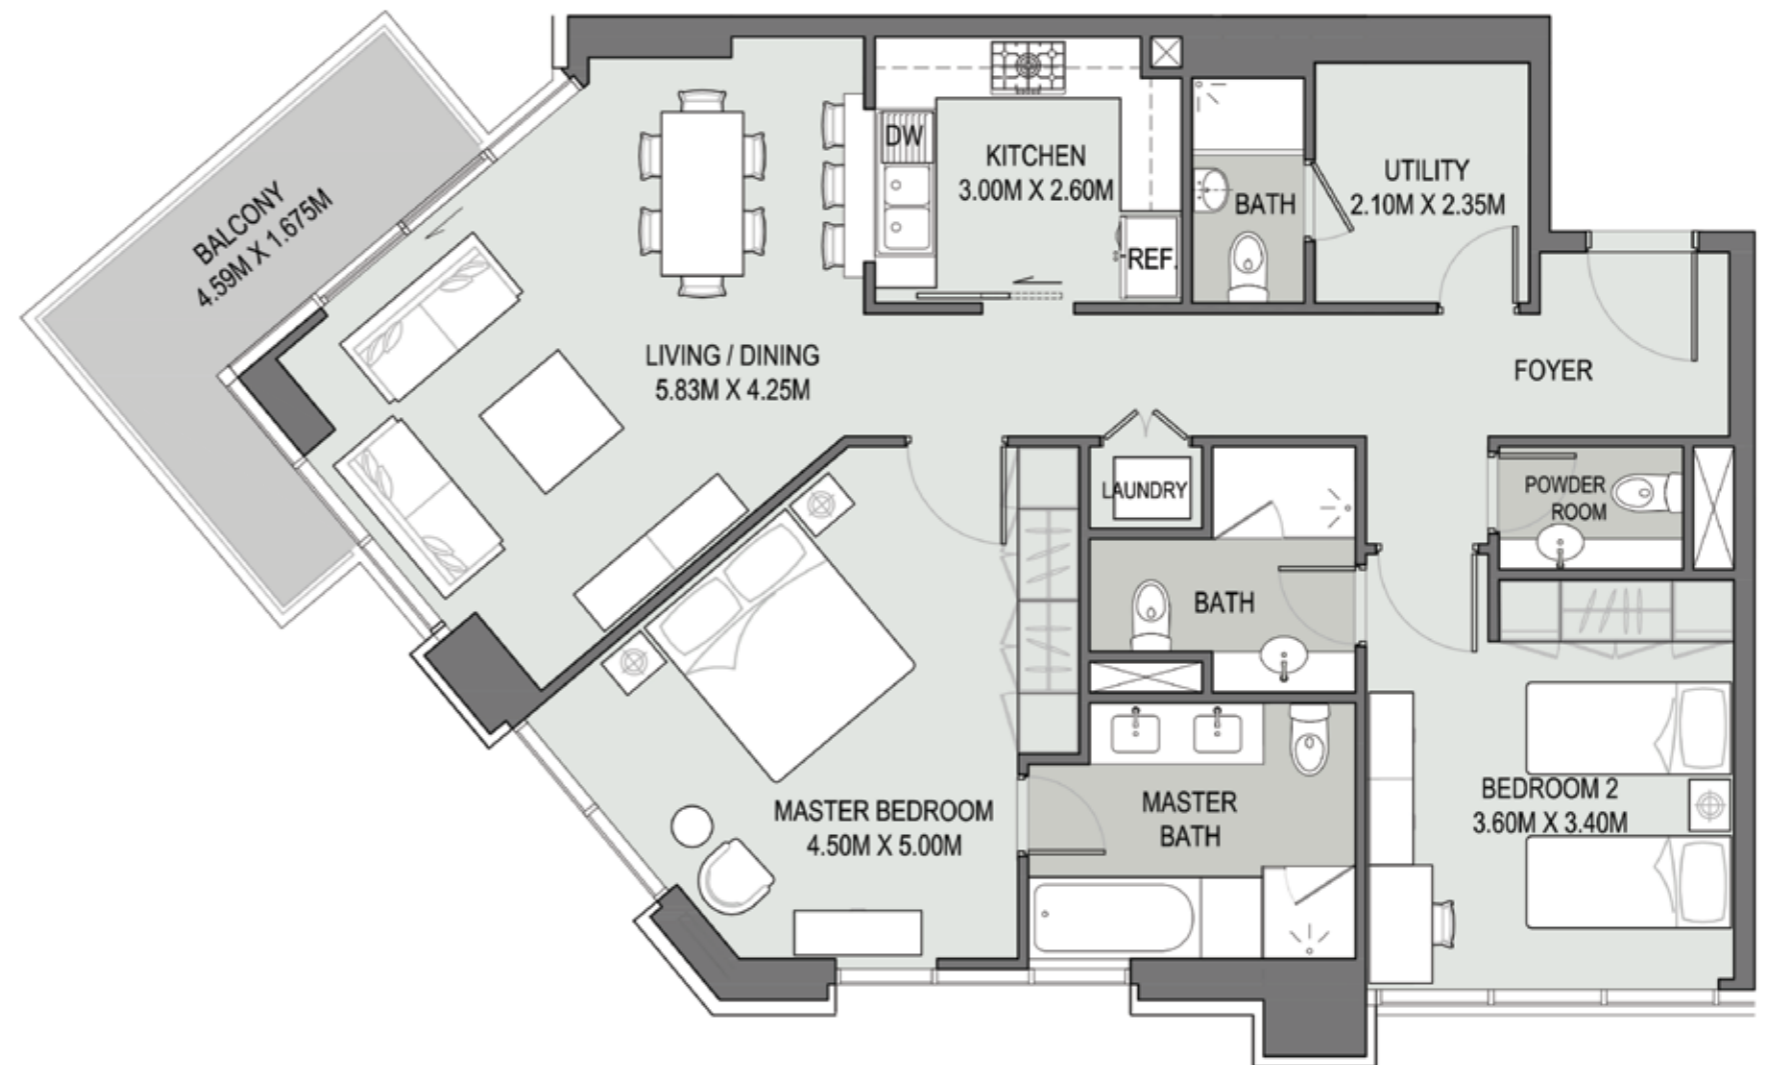 BALCONY
4.59M X 1.675M
DW
KITCHEN
3.00M X 2.60M
REF.
BATH
UTILITY
2.10M X 2.35M
LIVING / DINING
5.83M X 4.25M
FOYER
LAUNDRY
POWDER
ROOM
BATH
MASTER BEDROOM
4.50M X 5.00M
MASTER
BATH
BEDROOM 2
3.60M X 3.40M